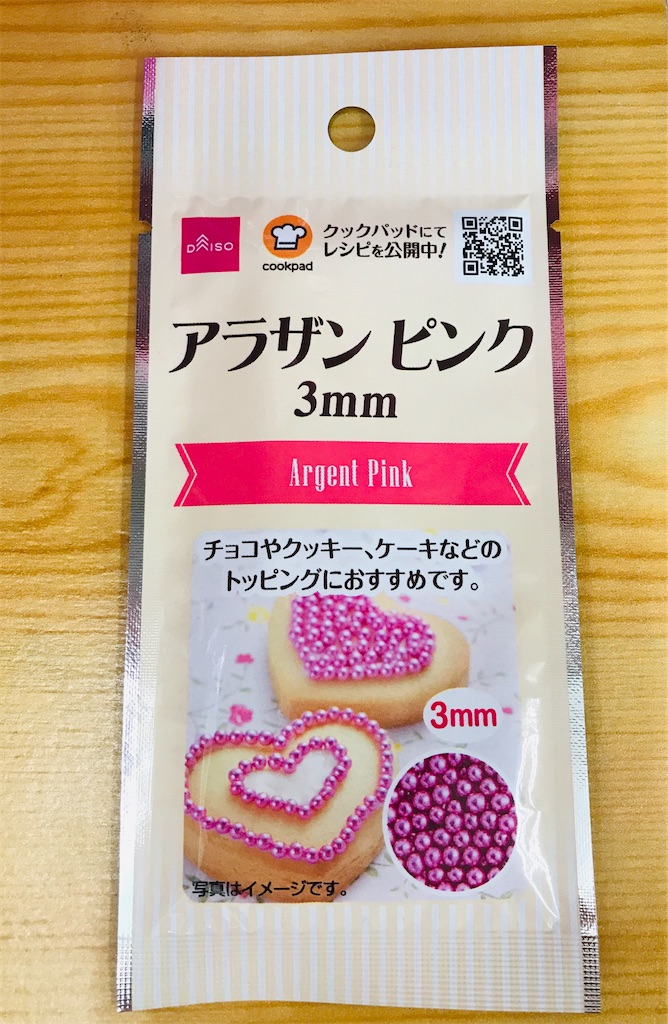 DAISO
cookpad
クックパッドにて
レシピを公開中!
アラザン ピンク
3mm
Argent Pink
チョコやクッキー、ケーキなどの
トッピングにおすすめです。
3mm
写真はイメージです。